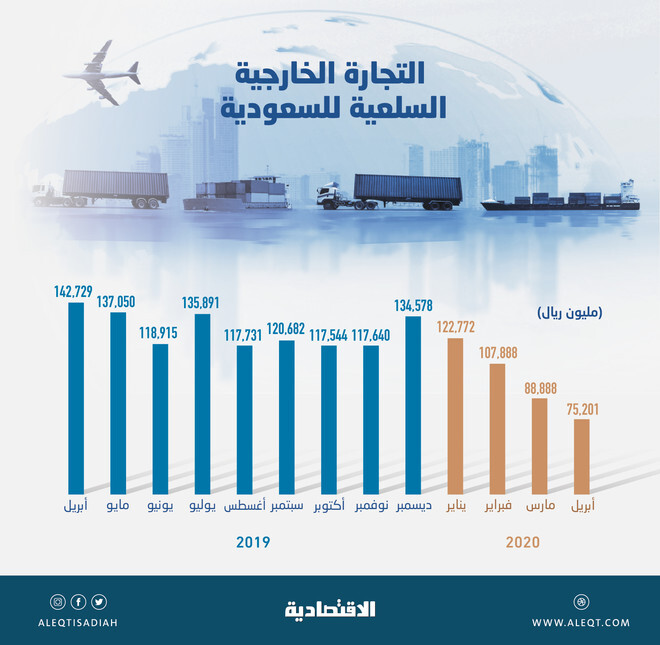 التجارة الخارجية
السلعية للسعودية
(مليون ريال)
142,729
137,050
118,915
135,891
117,731
120,682
117,544
117,640
134,578
122,772
107,888
88,888
75,201
أبريل
مايو
يونيو
يوليو
أغسطس
سبتمبر
أكتوبر
نوفمبر
ديسمبر
يناير
فبراير
مارس
أبريل
2019
2020
ALEQTISADIAH
الاقتصادية
WWW.ALEQT.COM